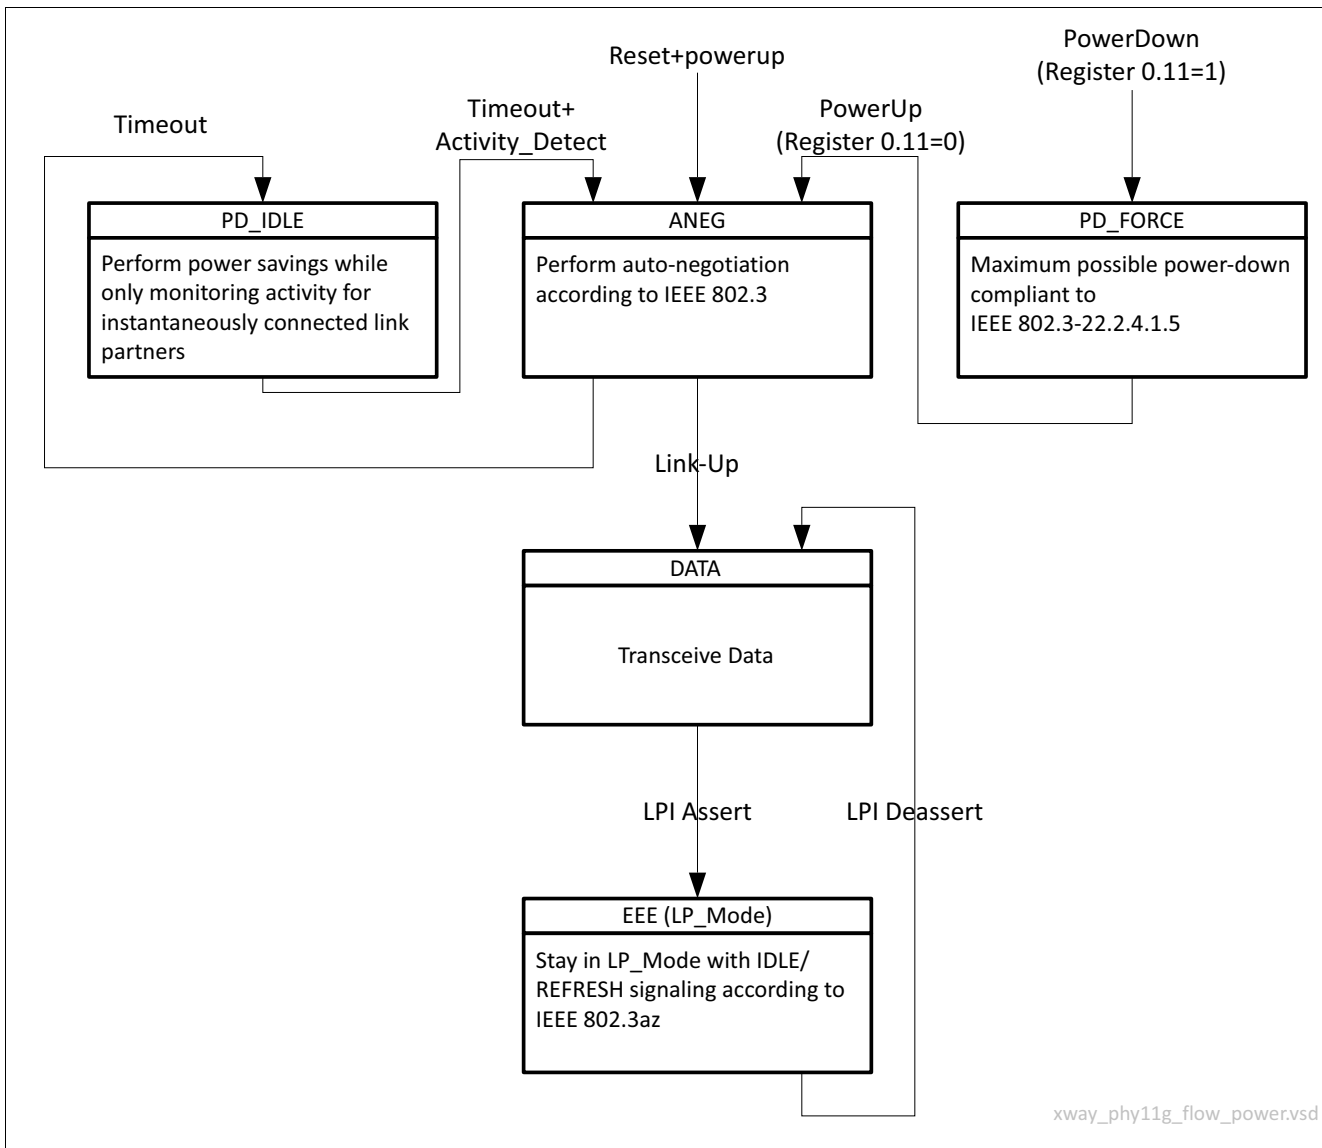 PowerDown
(Register 0.11=1)
Reset+powerup
Timeout
Timeout+
Activity_Detect
PowerUp
(Register 0.11=0)
PD_IDLE
Perform power savings while
only monitoring activity for
instantaneously connected link
partners
ANEG
Perform auto-negotiation
according to IEEE 802.3
PD_FORCE
Maximum possible power-down
compliant to
IEEE 802.3-22.2.4.1.5
Link-Up
DATA
Transceive Data
LPI Assert
LPI Deassert
EEE (LP_Mode)
Stay in LP_Mode with IDLE/
REFRESH signaling according to
IEEE 802.3az
xway_phy11g_flow_power.vsd